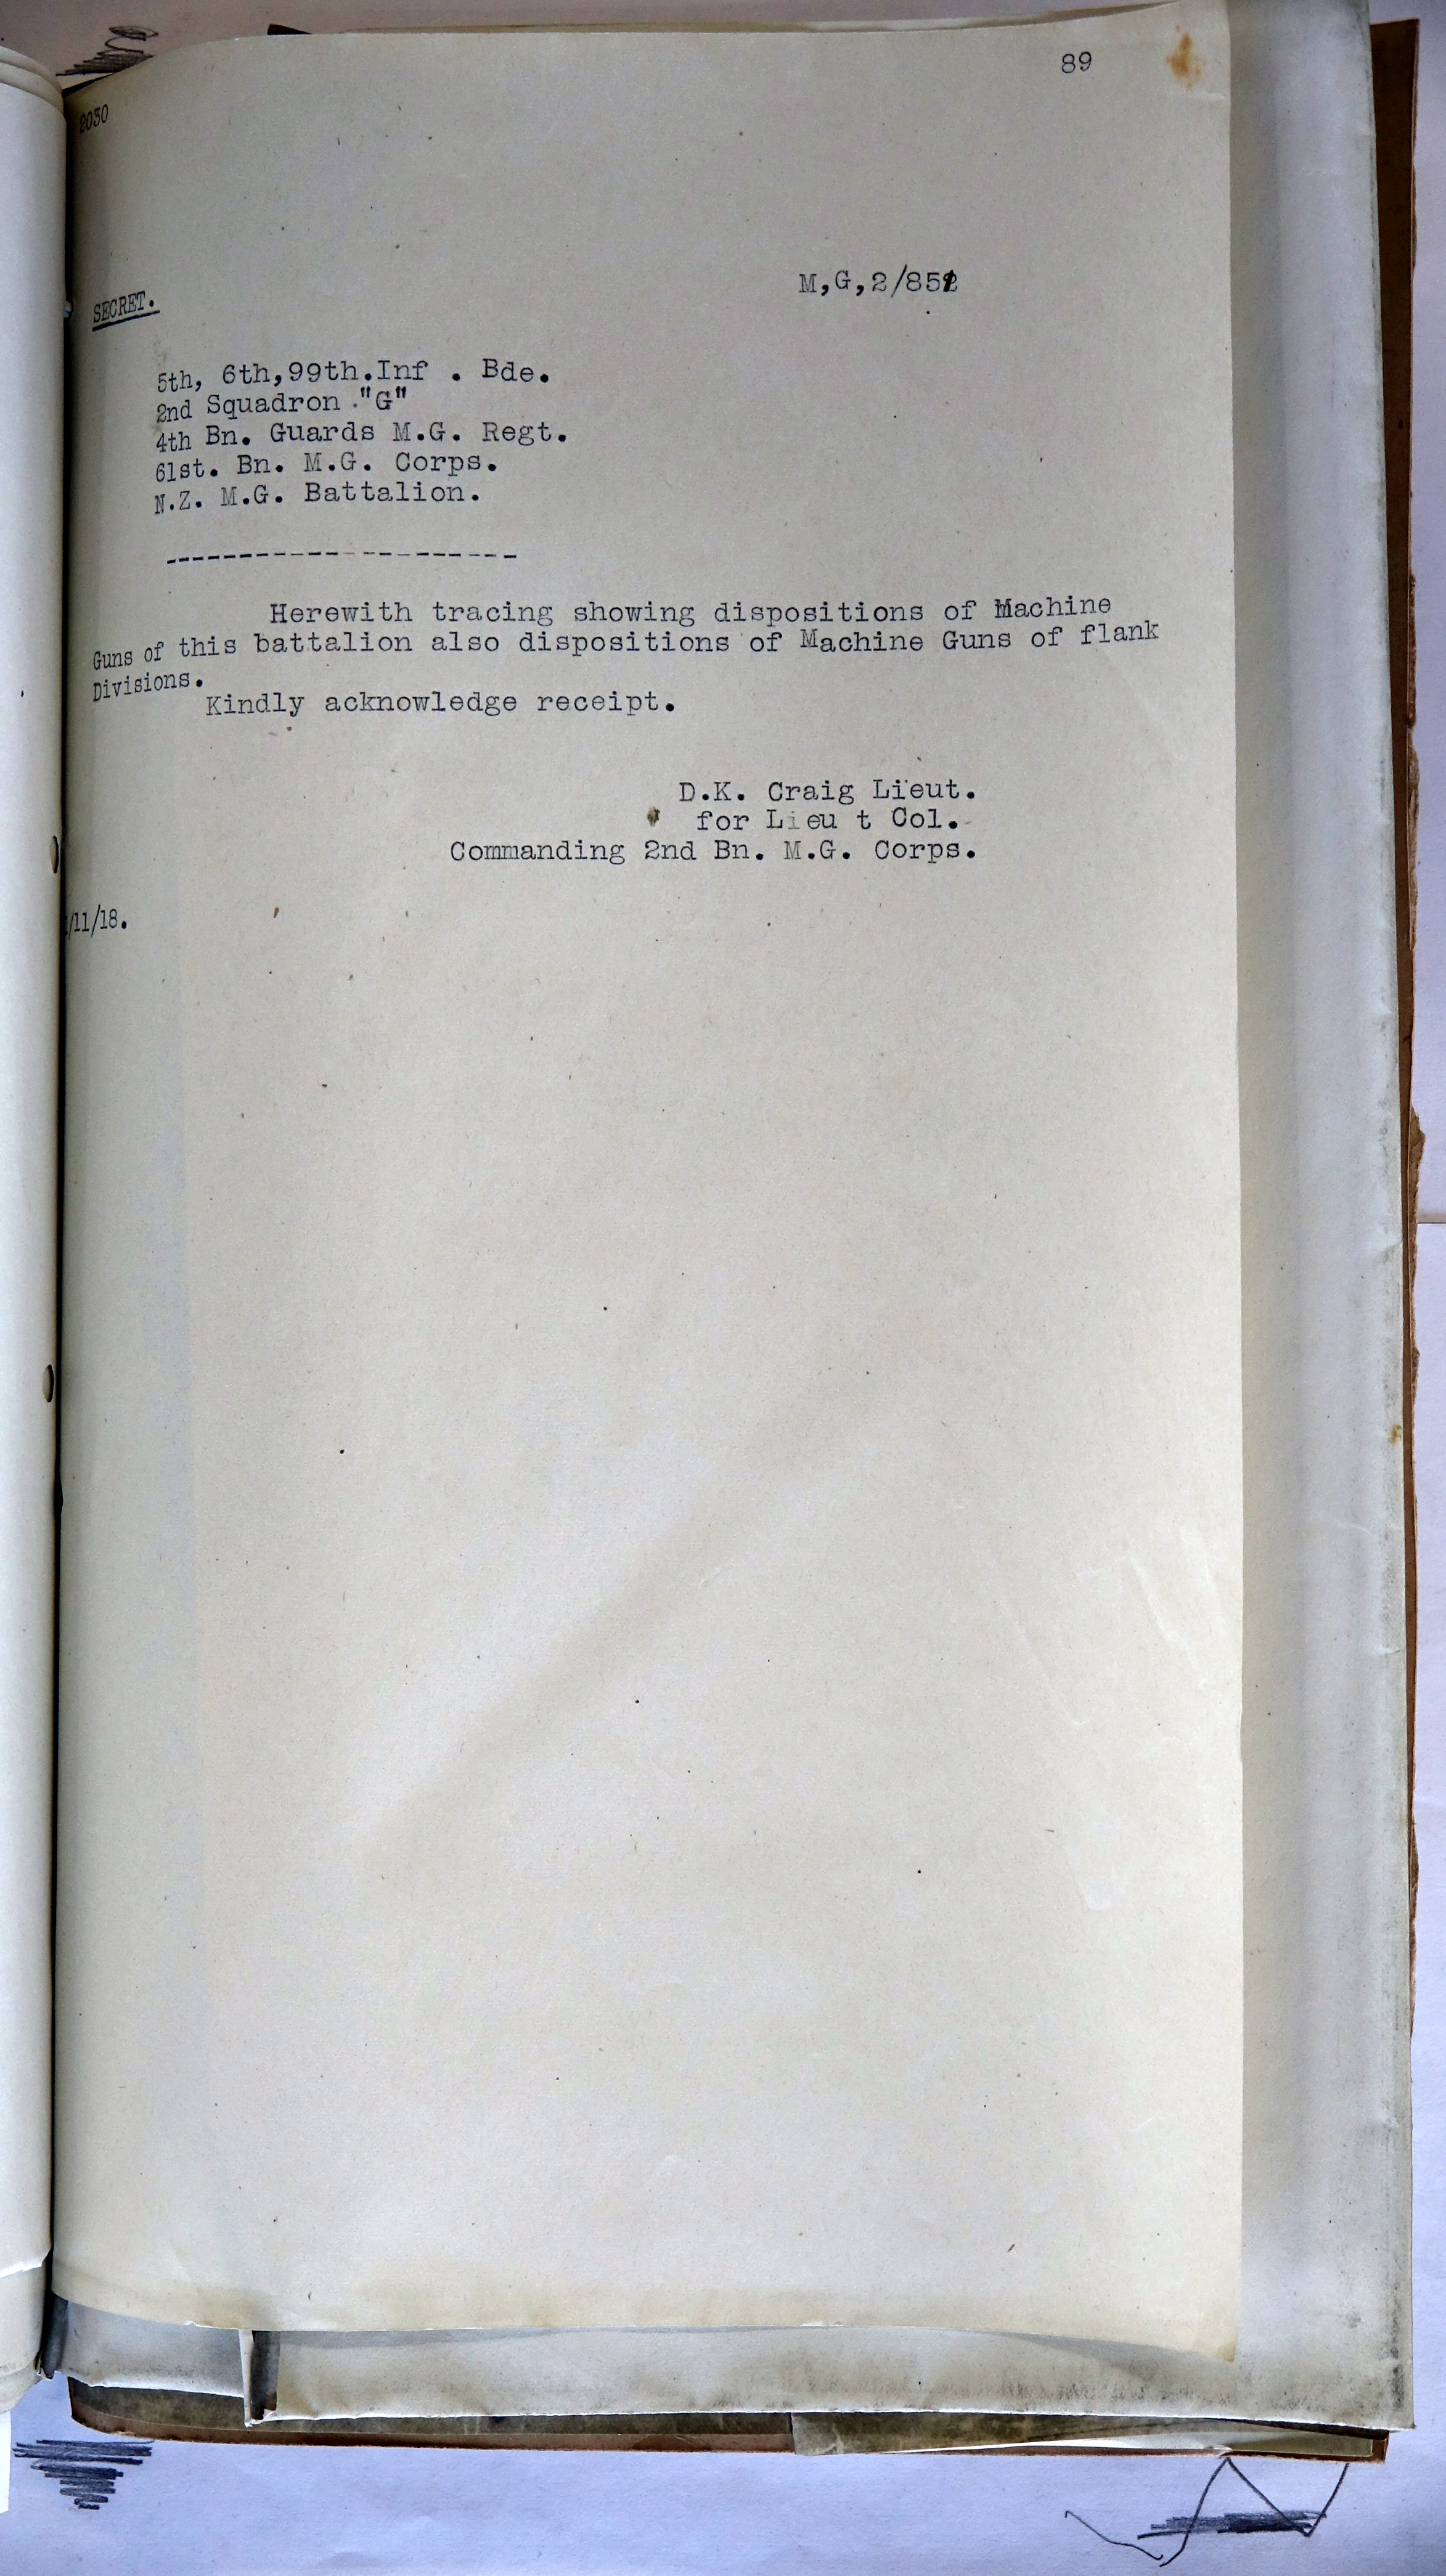 89
2030
M,G,2/85
SECRET.
5th, 6th,99th.Inf . Bde.
2nd Squadron ."G"
4th Bn. Guards M.G. Regt.
61st. Bn. M.G. Corps.
N.Z. M.G. Battalion.
--------------------
Herewith tracing showing dispositions of Machine
Guns of this battalion also dispositions of Machine Guns of flank
Divisions.
Kindly acknowledge receipt.
D.K. Craig Lieut.
for Lieu t Col.
Commanding 2nd Bn. M.G. Corps.
/11/18.